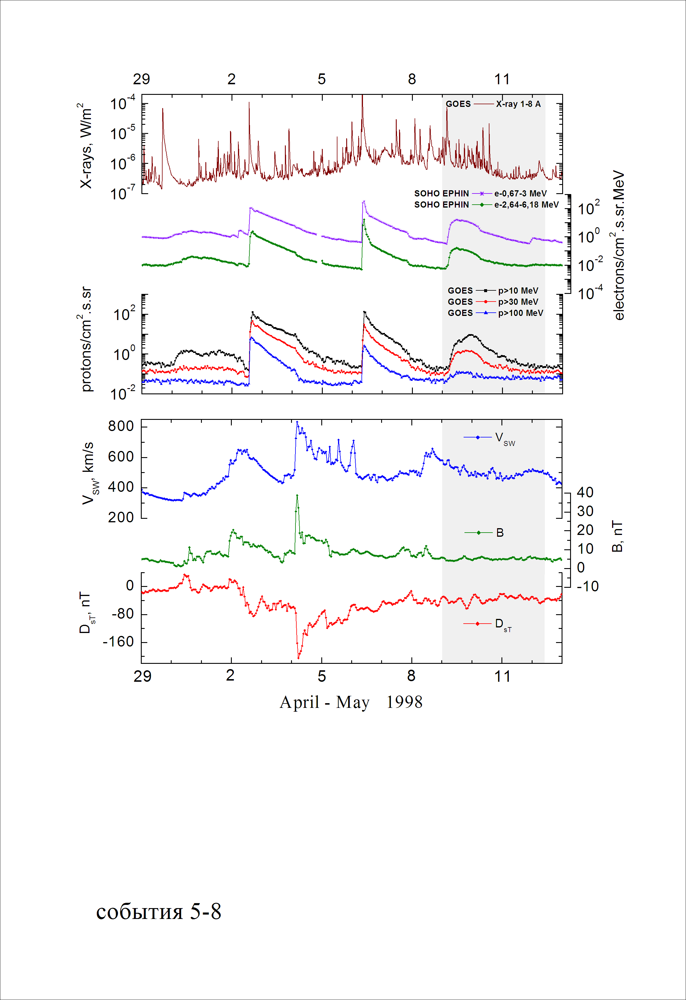 29 2 5 8 11
X-rays, W/m²
10⁻⁴
10⁻⁵
10⁻⁶
10⁻⁷
GOES X-ray 1-8 A
SOHO EPHIN e-0,67-3 MeV
SOHO EPHIN e-2,64-6,18 MeV
10²
10⁰
10⁻²
10⁻⁴
electrons/cm².s.sr.MeV
protons/cm².s.sr
10²
10⁰
10⁻²
GOES p>10 MeV
GOES p>30 MeV
GOES p>100 MeV
V_SW, km/s
800
600
400
200
V_SW
40
30
20
10
0
-10
B, nT
B
D_sT, nT
0
-80
-160
D_sT
29 2 5 8 11
April - May 1998
события 5-8